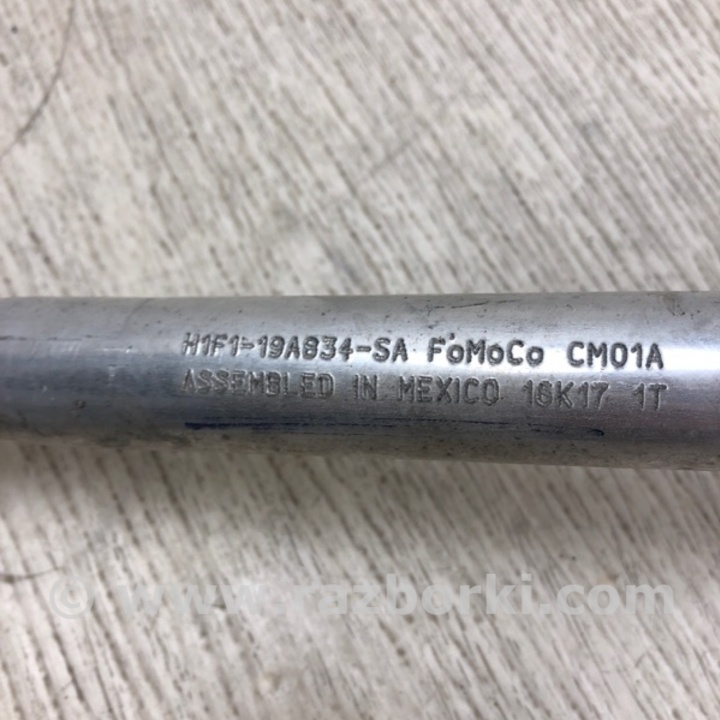 H1F1-19A834-SA FoMoCo CM01A
ASSEMBLED IN MEXICO 16K17 1T
© www.razborki.com